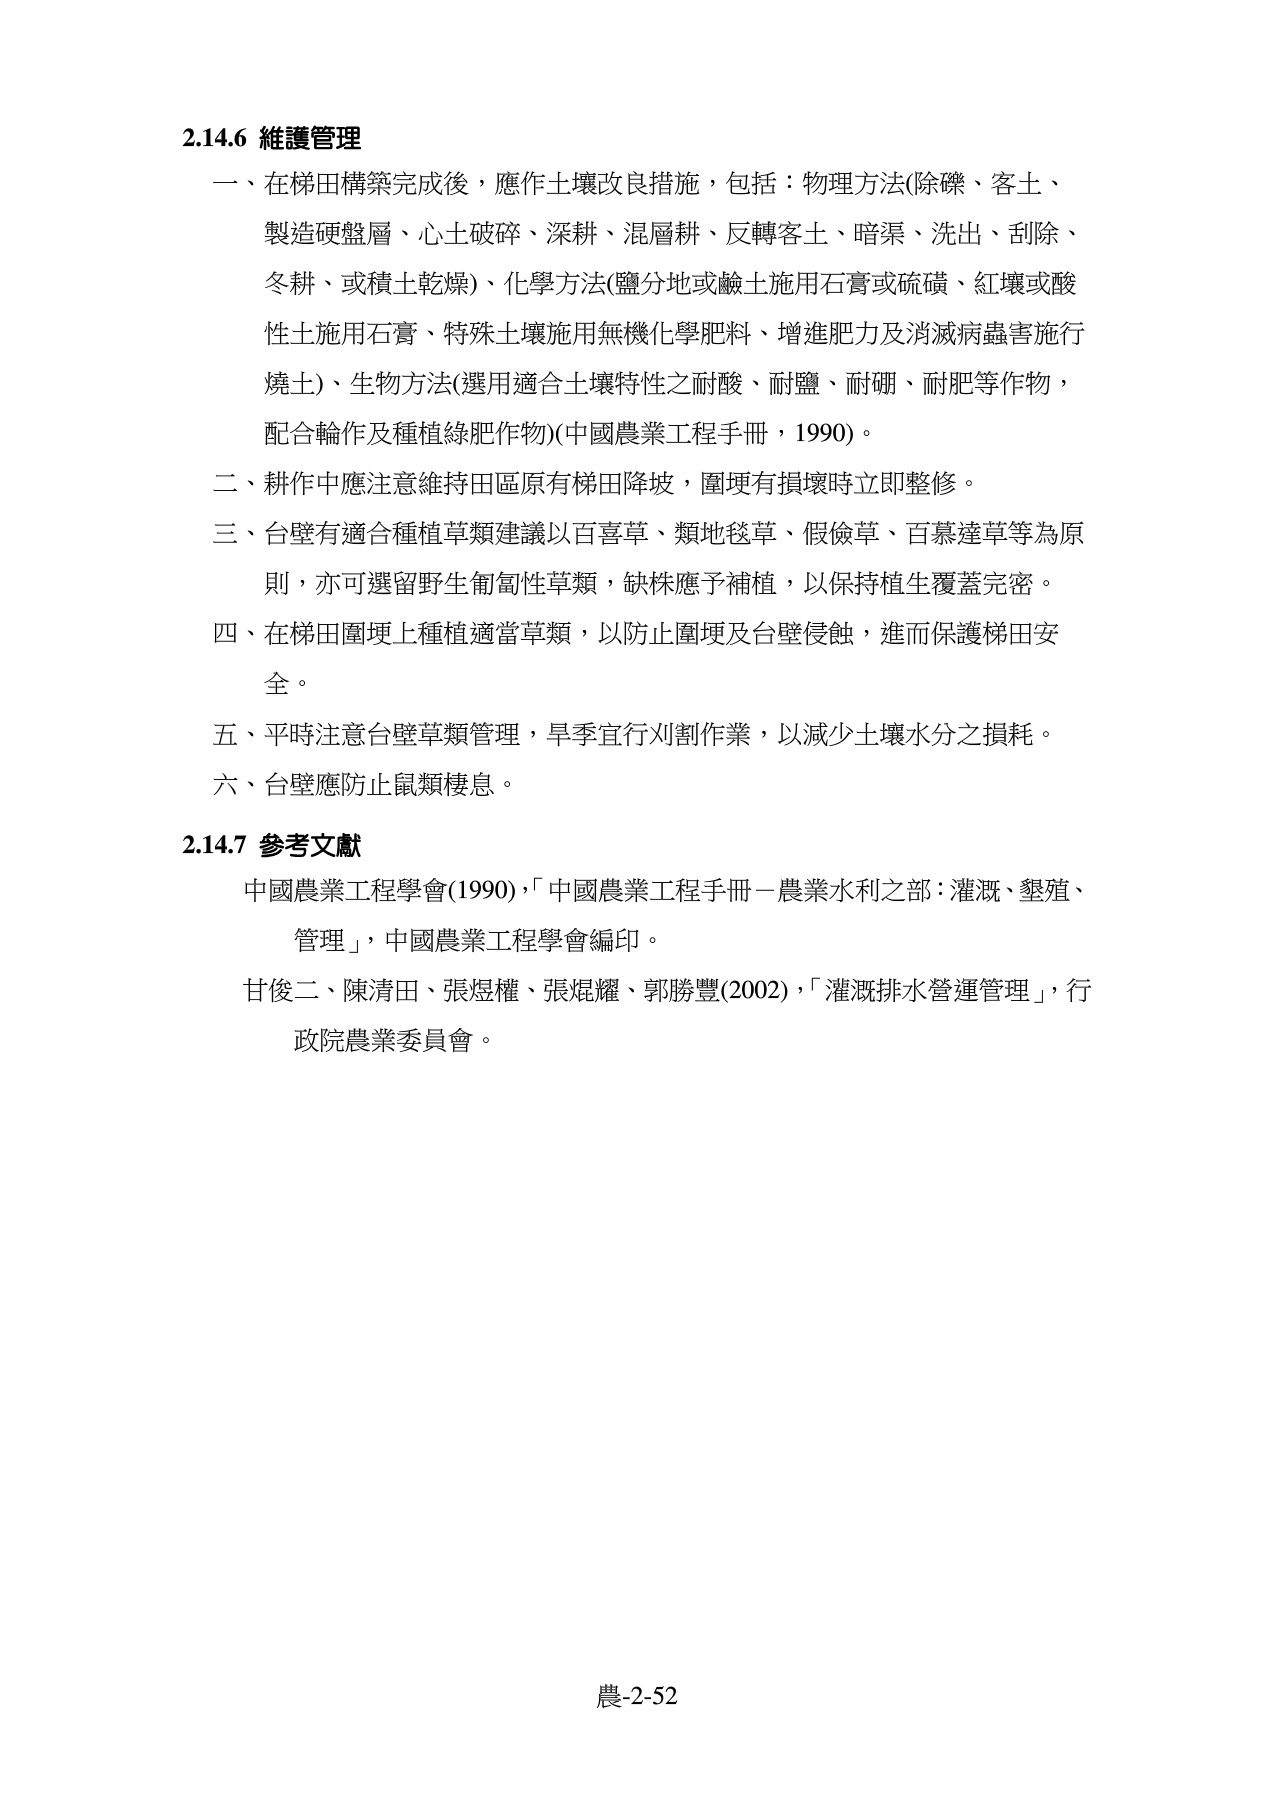 2.14.6 維護管理
一、在梯田構築完成後，應作土壤改良措施，包括：物理方法(除礫、客土、
製造硬盤層、心土破碎、深耕、混層耕、反轉客土、暗渠、洗出、刮除、
冬耕、或積土乾燥)、化學方法(鹽分地或鹼土施用石膏或硫磺、紅壤或酸
性土施用石膏、特殊土壤施用無機化學肥料、增進肥力及消滅病蟲害施行
燒土)、生物方法(選用適合土壤特性之耐酸、耐鹽、耐硼、耐肥等作物，
配合輪作及種植綠肥作物)(中國農業工程手冊，1990)。
二、耕作中應注意維持田區原有梯田降坡，圍埂有損壞時立即整修。
三、台壁有適合種植草類建議以百喜草、類地毯草、假儉草、百慕達草等為原
則，亦可選留野生匍匐性草類，缺株應予補植，以保持植生覆蓋完密。
四、在梯田圍埂上種植適當草類，以防止圍埂及台壁侵蝕，進而保護梯田安
全。
五、平時注意台壁草類管理，旱季宜行刈割作業，以減少土壤水分之損耗。
六、台壁應防止鼠類棲息。
2.14.7 參考文獻
中國農業工程學會(1990)，「中國農業工程手冊－農業水利之部：灌溉、墾殖、
管理」，中國農業工程學會編印。
甘俊二、陳清田、張煜權、張焜耀、郭勝豐(2002)，「灌溉排水營運管理」，行
政院農業委員會。
農-2-52